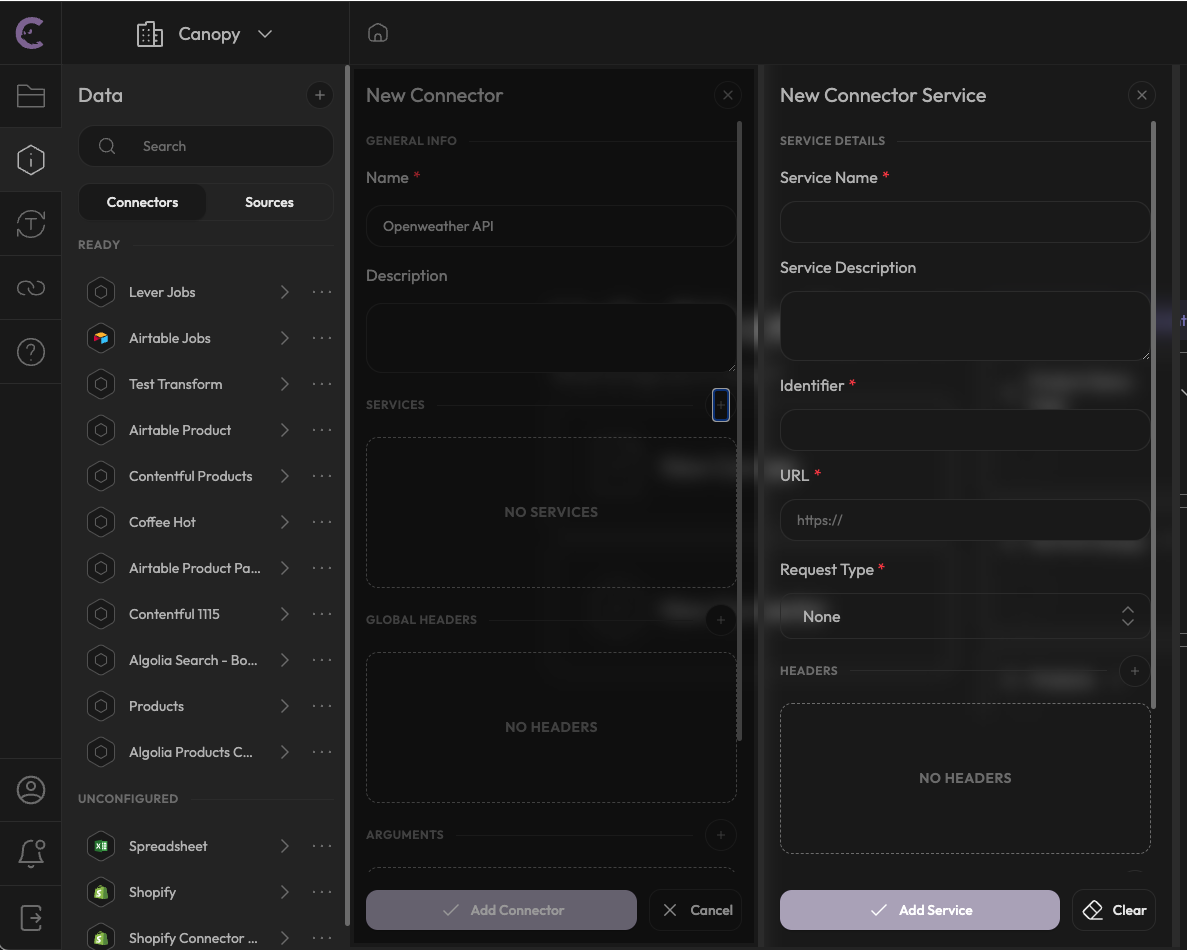 Canopy
Data
Search
Connectors
Sources
READY
Lever Jobs
Airtable Jobs
Test Transform
Airtable Product
Contentful Products
Coffee Hot
Airtable Product Pa...
Contentful 1115
Algolia Search - Bo...
Products
Algolia Products C...
UNCONFIGURED
Spreadsheet
Shopify
Shopify Connector ...
New Connector
GENERAL INFO
Name *
Openweather API
Description
SERVICES
NO SERVICES
GLOBAL HEADERS
NO HEADERS
ARGUMENTS
Add Connector
Cancel
New Connector Service
SERVICE DETAILS
Service Name *
Service Description
Identifier *
URL *
https://
Request Type *
None
HEADERS
NO HEADERS
Add Service
Clear